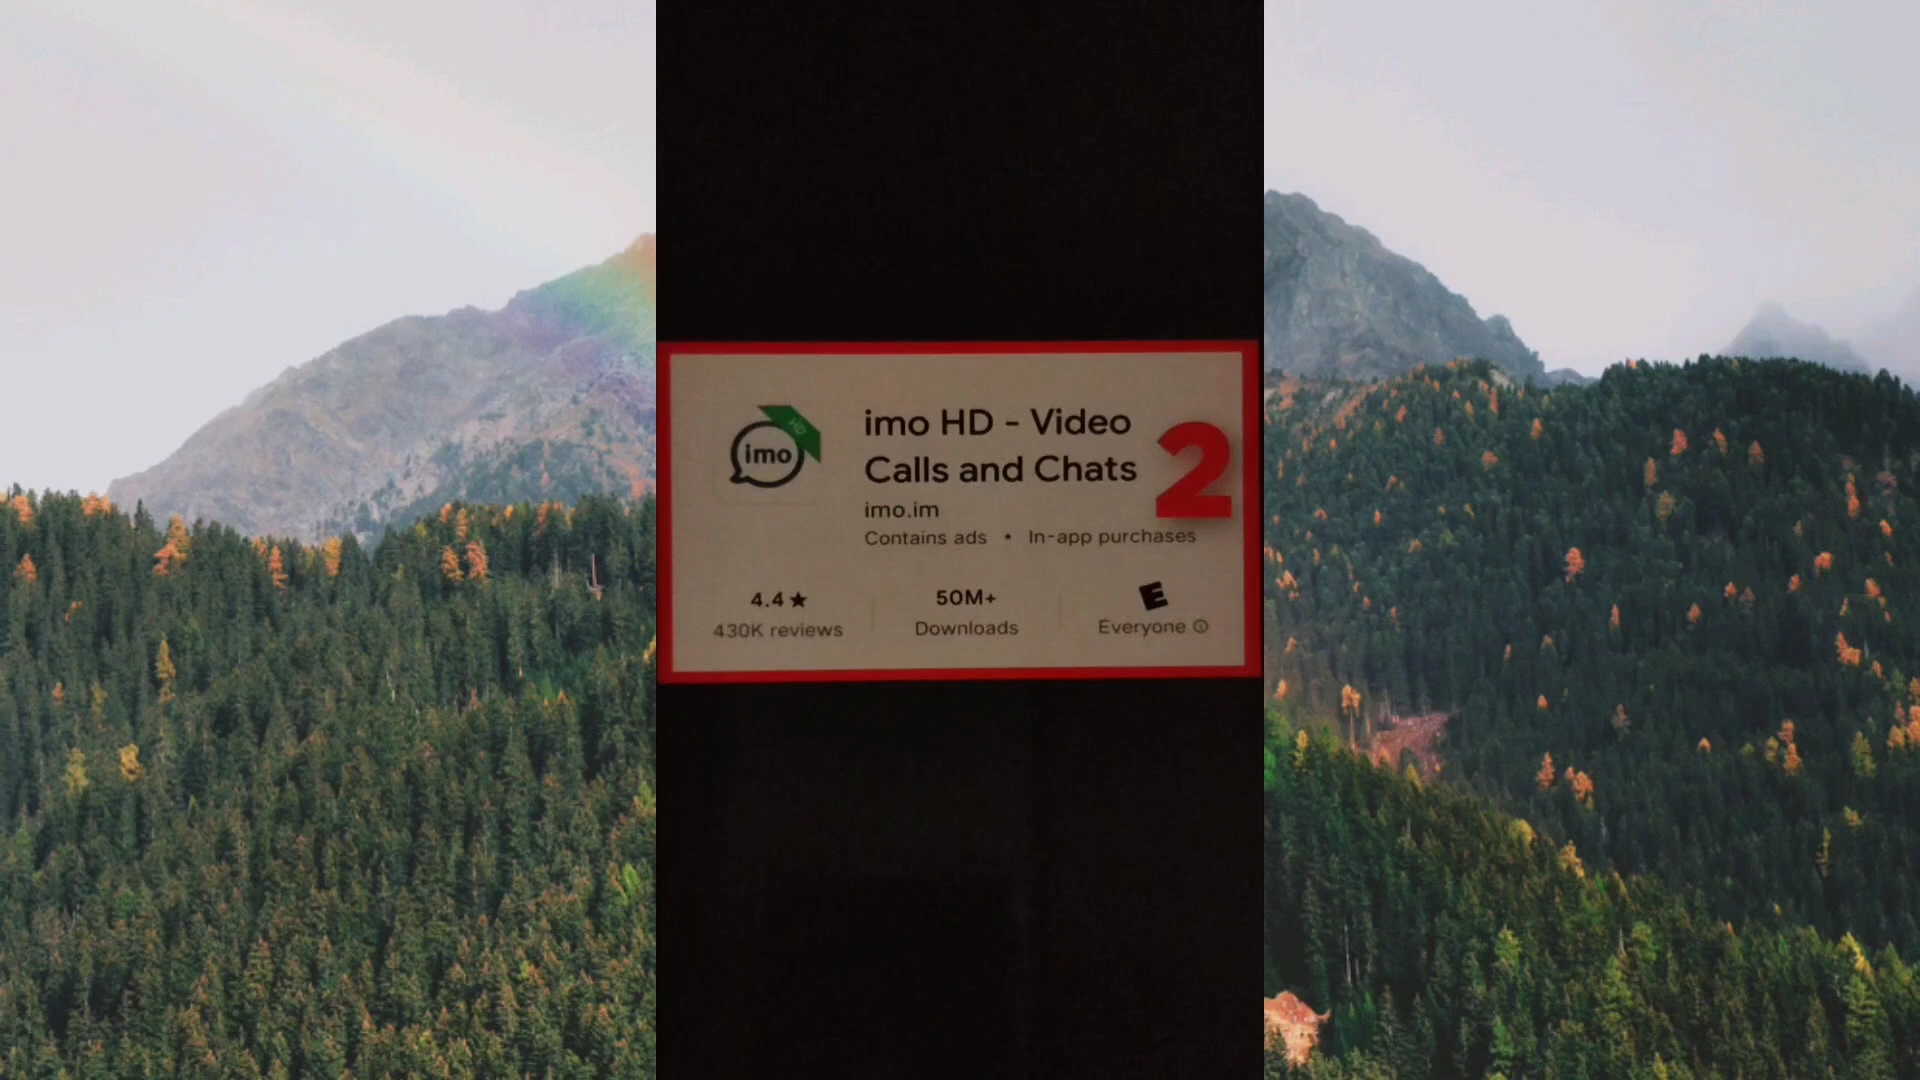 imo
HD
imo HD - Video
Calls and Chats
2
imo.im
Contains ads • In-app purchases
4.4★
50M+
E
430K reviews
Downloads
Everyone